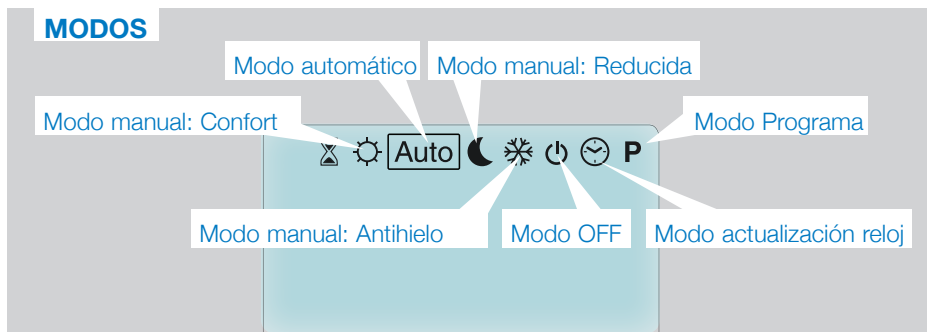 MODOS
Modo automático Modo manual: Reducida
Modo manual: Confort Modo Programa
Auto P
Modo manual: Antihielo Modo OFF Modo actualización reloj